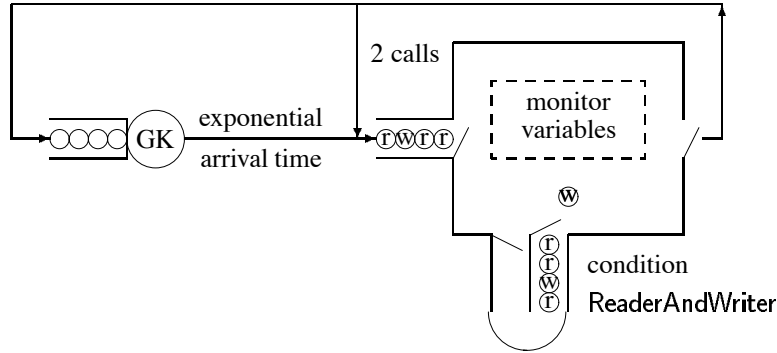 2 calls
monitor
variables
GK
exponential
arrival time
r w r r
w
r
r
w
r
condition
ReaderAndWriter